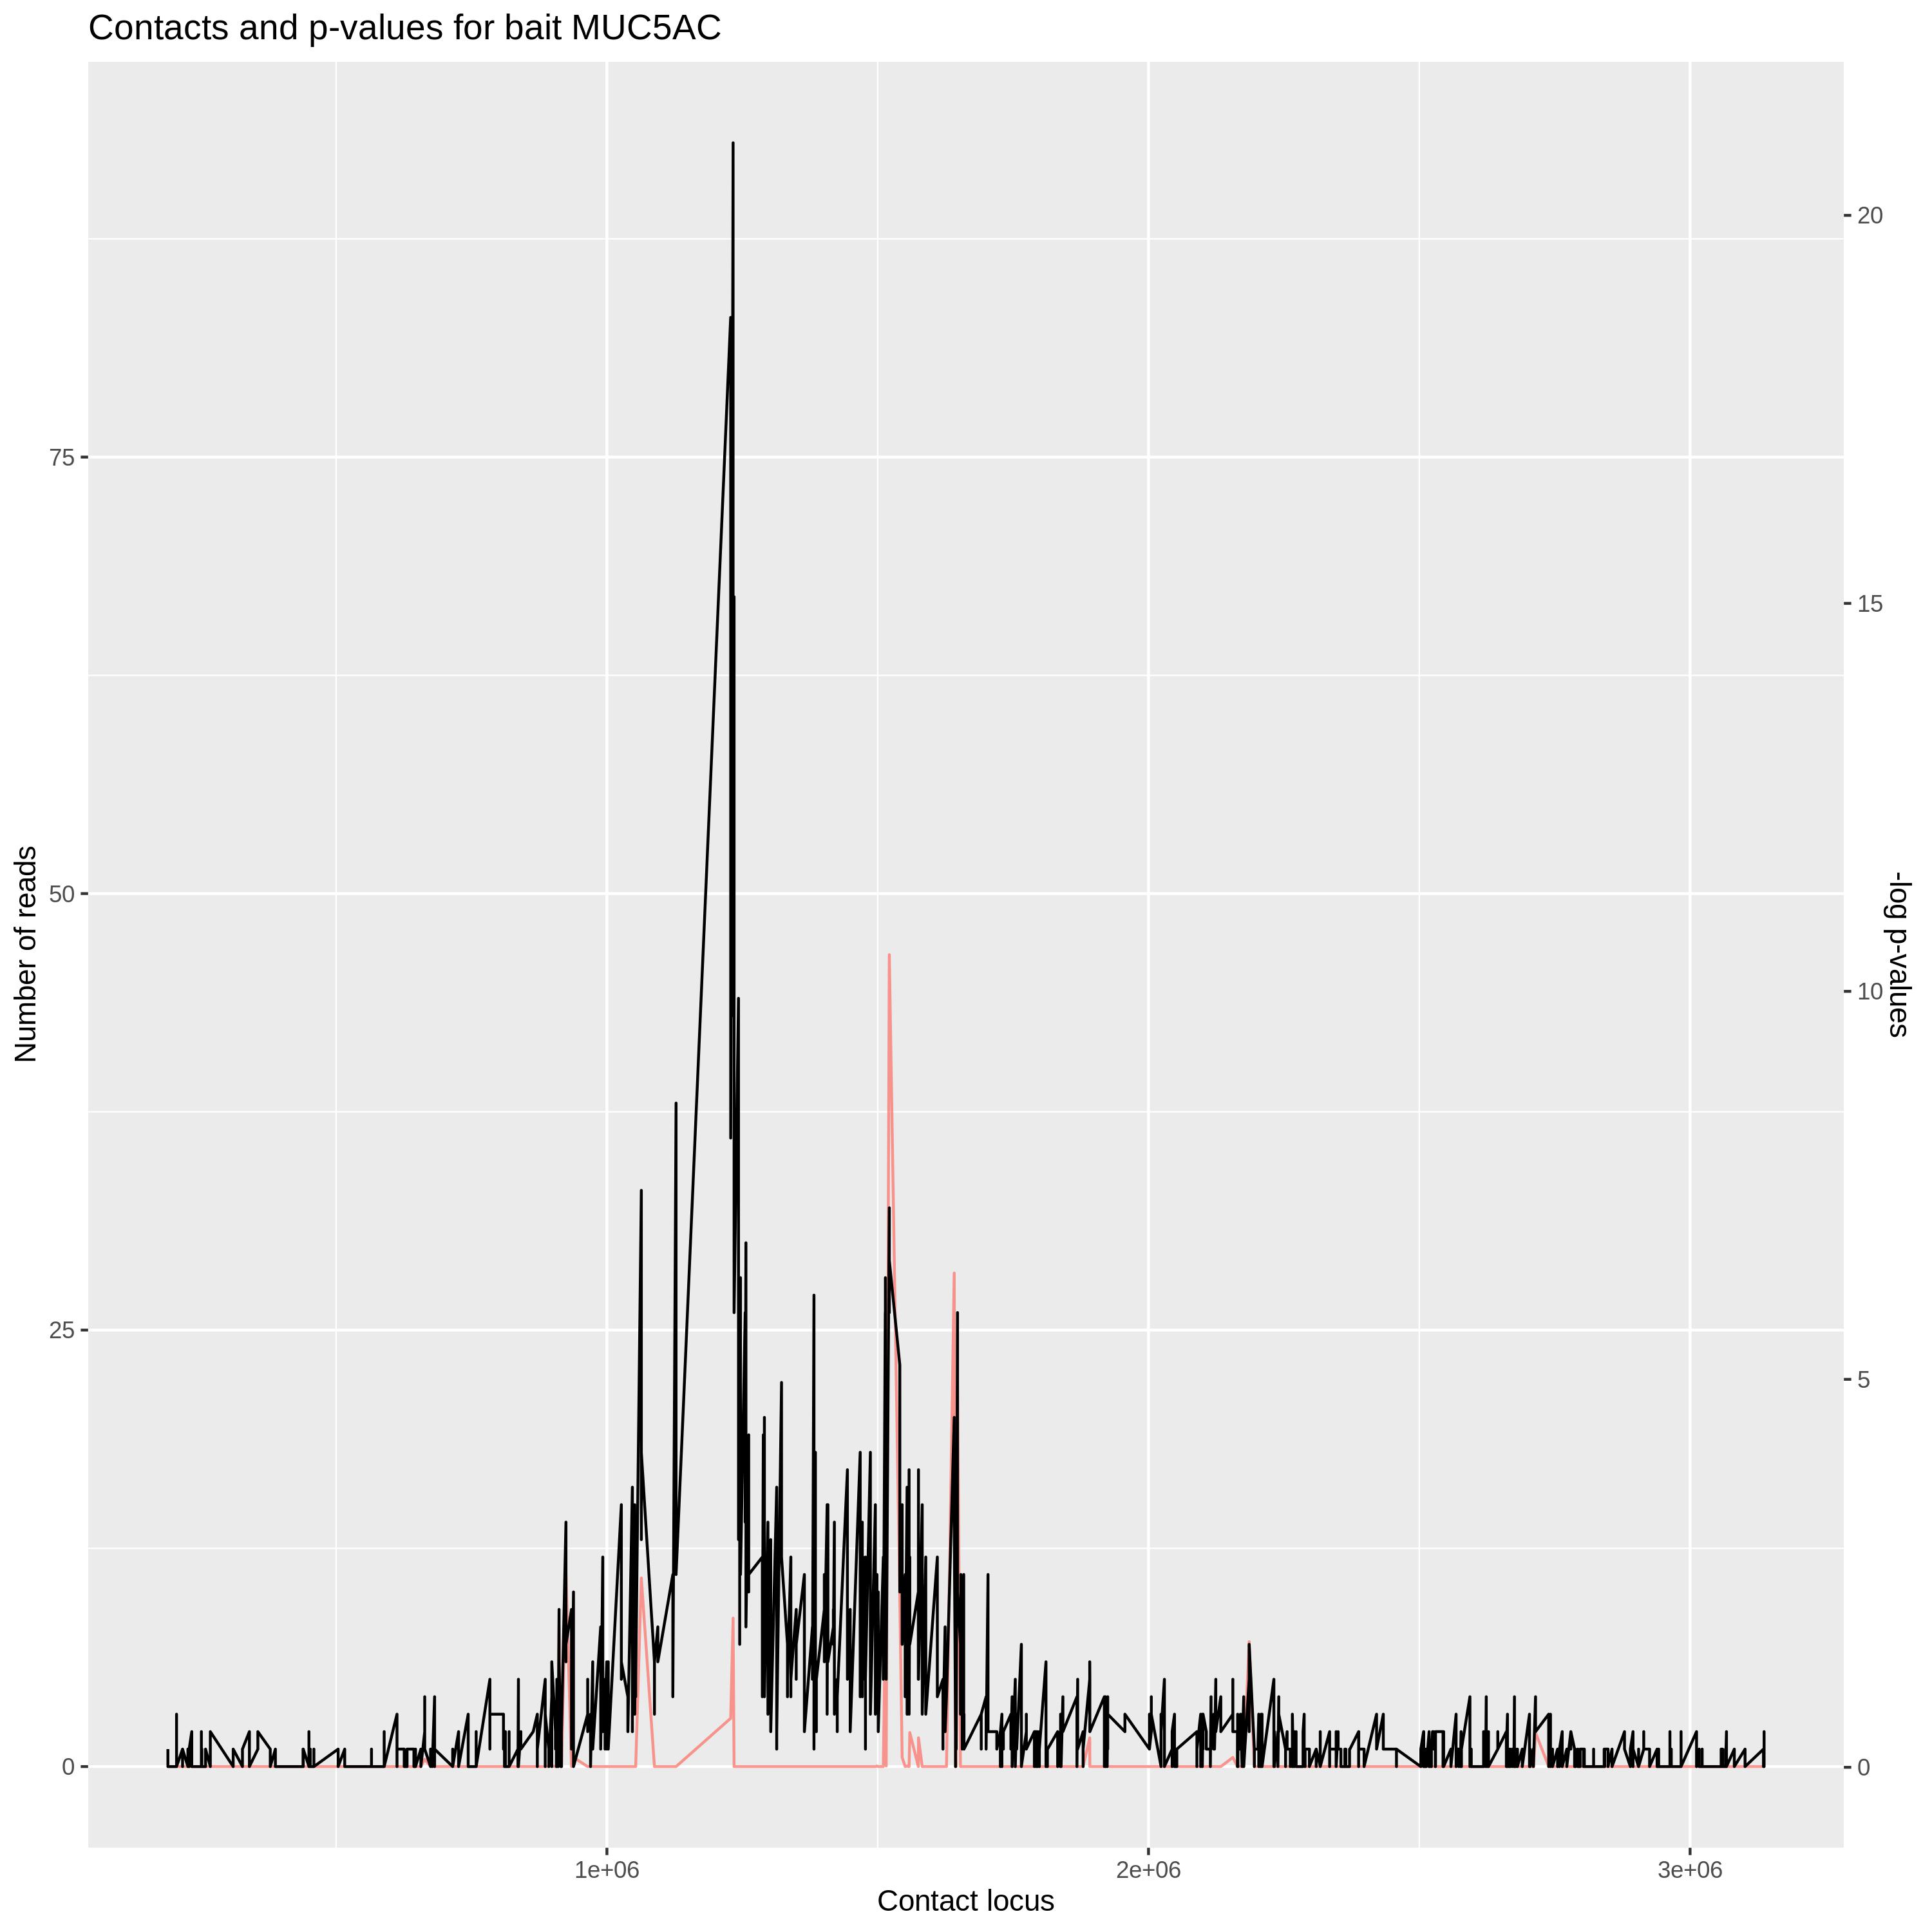 Contacts and p-values for bait MUC5AC
Number of reads
75
50
25
0
20
15
10
5
0
-log p-values
1e+06 2e+06 3e+06
Contact locus